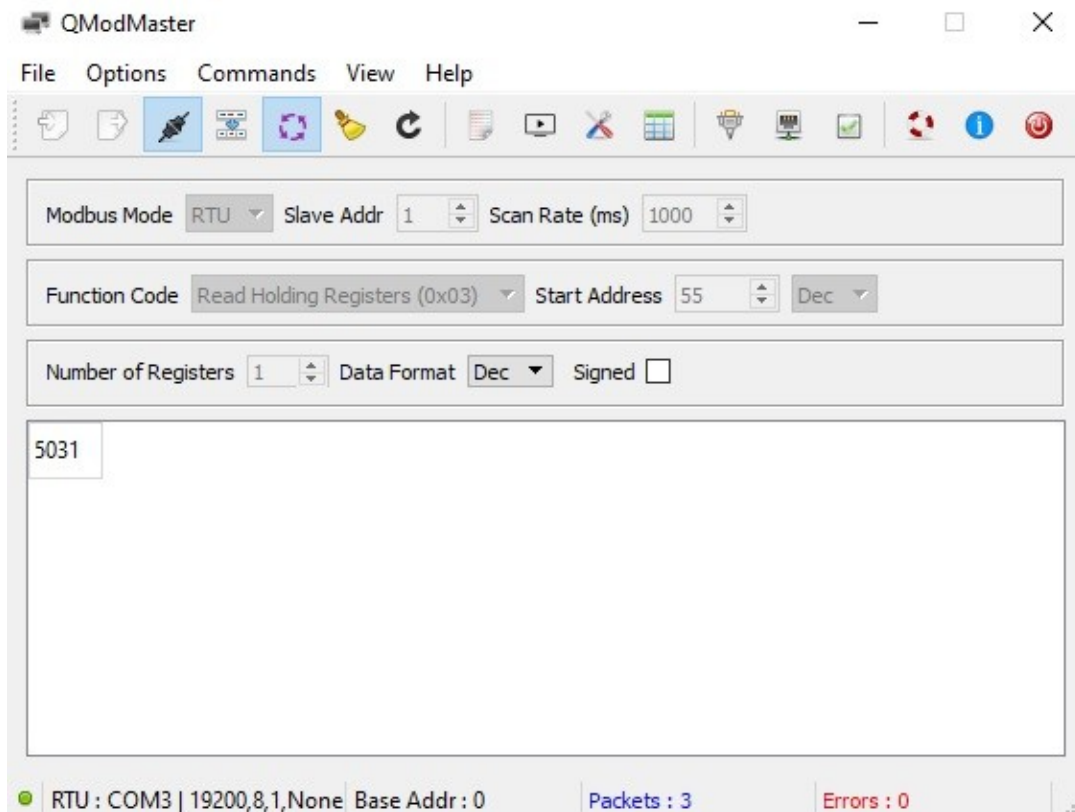 QModMaster
File Options Commands View Help
Modbus Mode RTU Slave Addr 1 Scan Rate (ms) 1000
Function Code Read Holding Registers (0x03) Start Address 55 Dec
Number of Registers 1 Data Format Dec Signed
5031
RTU : COM3 | 19200,8,1,None Base Addr : 0 Packets : 3 Errors : 0